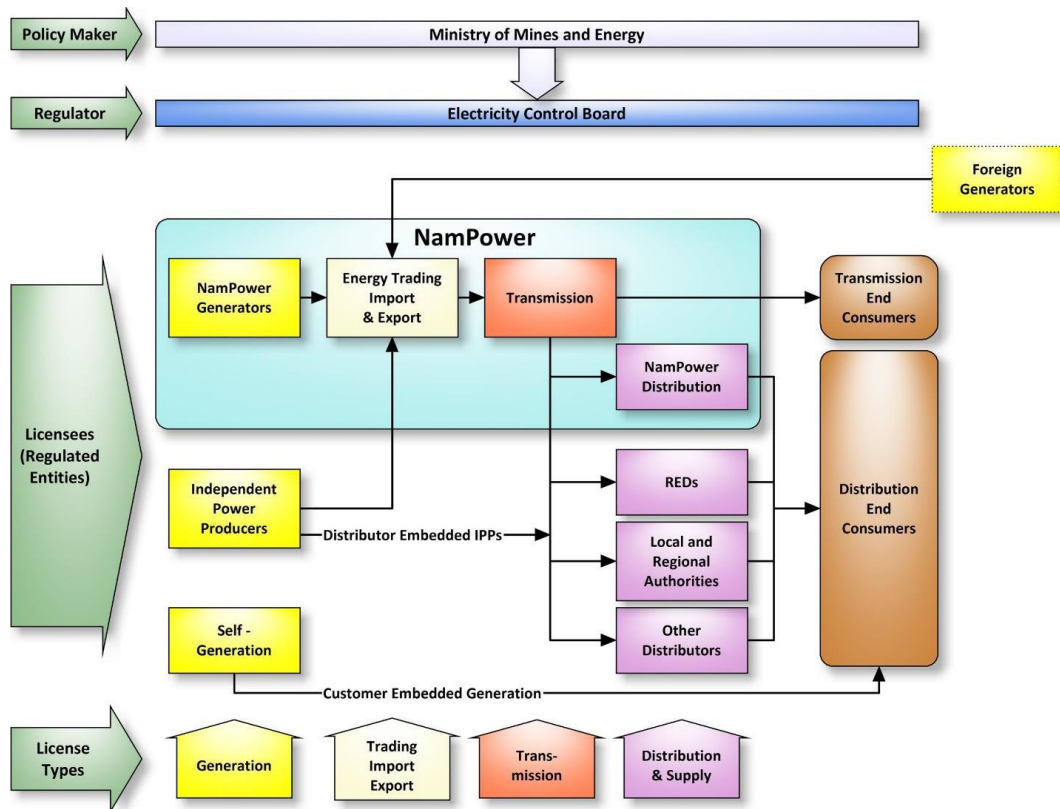 Policy Maker
Ministry of Mines and Energy
Regulator
Electricity Control Board
Foreign
Generators
NamPower
NamPower
Generators
Energy Trading
Import
& Export
Transmission
Transmission
End
Consumers
NamPower
Distribution
Licensees
(Regulated
Entities)
Independent
Power
Producers
Distributor Embedded IPPs
REDs
Local and
Regional
Authorities
Distribution
End
Consumers
Self -
Generation
Other
Distributors
Customer Embedded Generation
License
Types
Generation
Trading
Import
Export
Trans-
mission
Distribution
& Supply